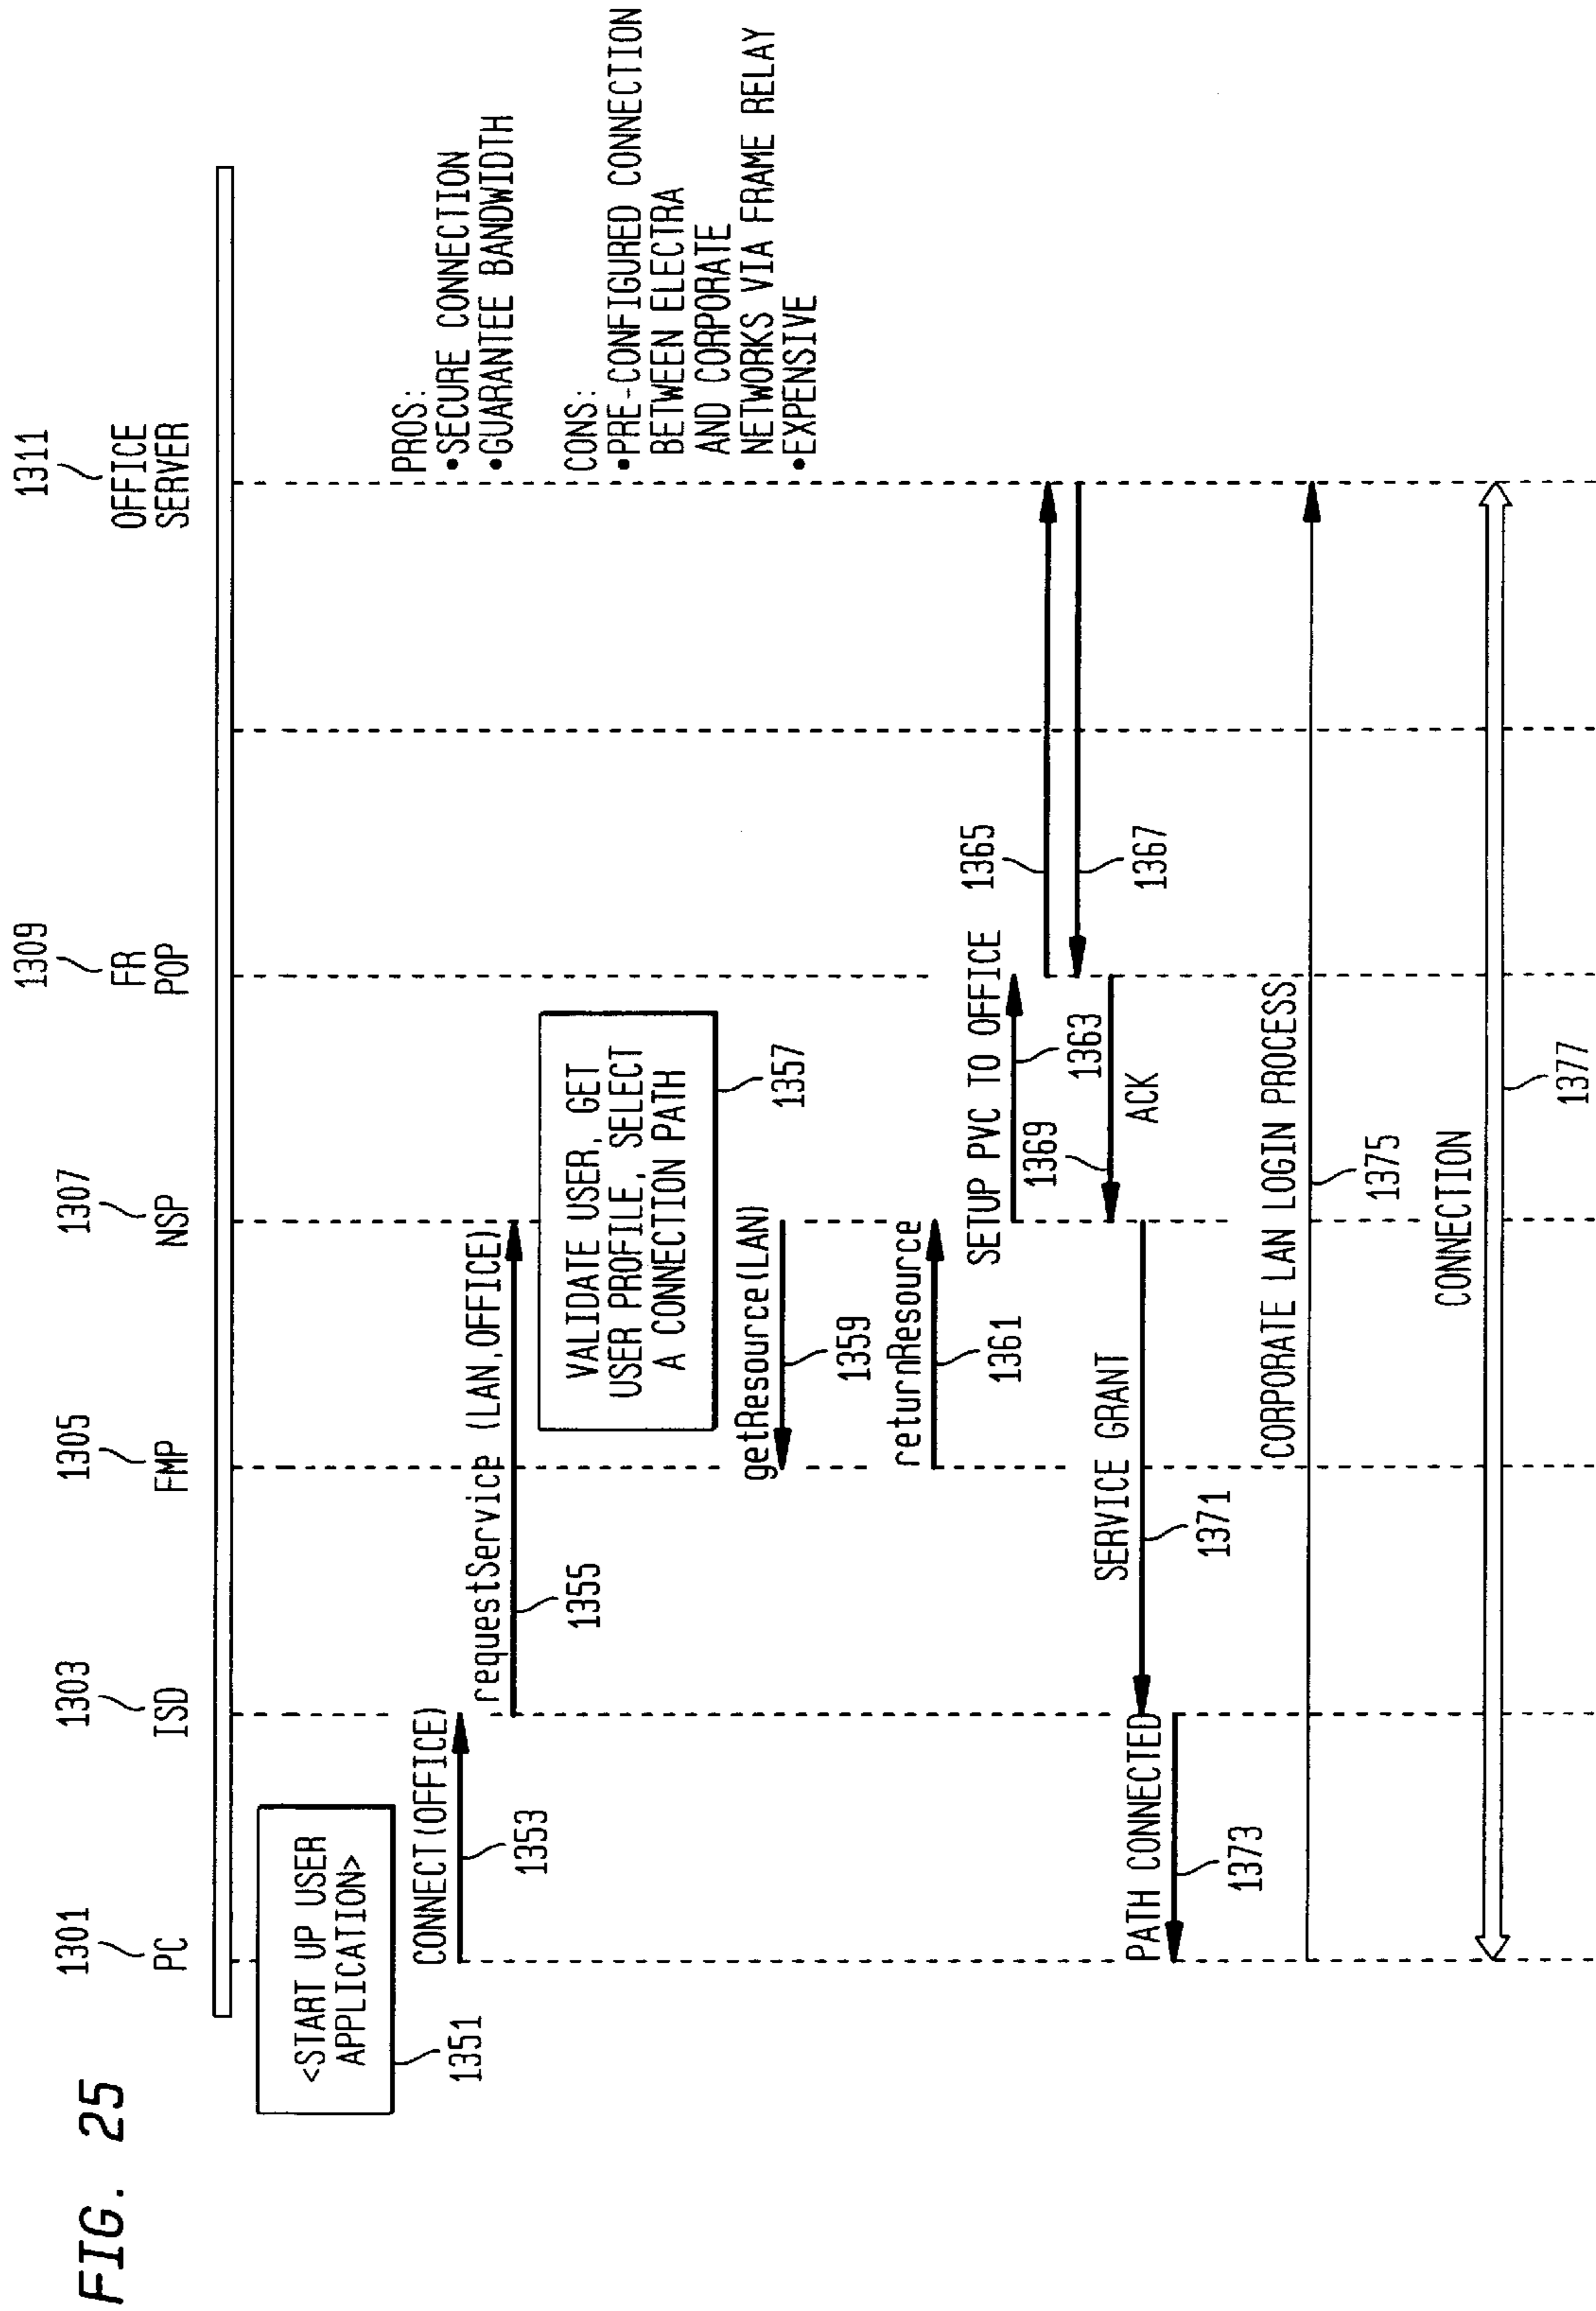 FIG. 25
1301
PC
1303
ISD
1305
FMP
1307
NSP
1309
FR
POP
1311
OFFICE
SERVER
<START UP USER
APPLICATION>
1351
CONNECT(OFFICE)
1353
requestService (LAN,OFFICE)
1355
VALIDATE USER, GET
USER PROFILE, SELECT
A CONNECTION PATH
1357
getResource(LAN)
1359
returnResource
1361
SETUP PVC TO OFFICE
1363
1365
1367
1369
ACK
SERVICE GRANT
1371
PATH CONNECTED
1373
CORPORATE LAN LOGIN PROCESS
1375
CONNECTION
1377
PROS:
•SECURE CONNECTION
•GUARANTEE BANDWIDTH
CONS:
•PRE-CONFIGURED CONNECTION
BETWEEN ELECTRA
AND CORPORATE
NETWORKS VIA FRAME RELAY
•EXPENSIVE